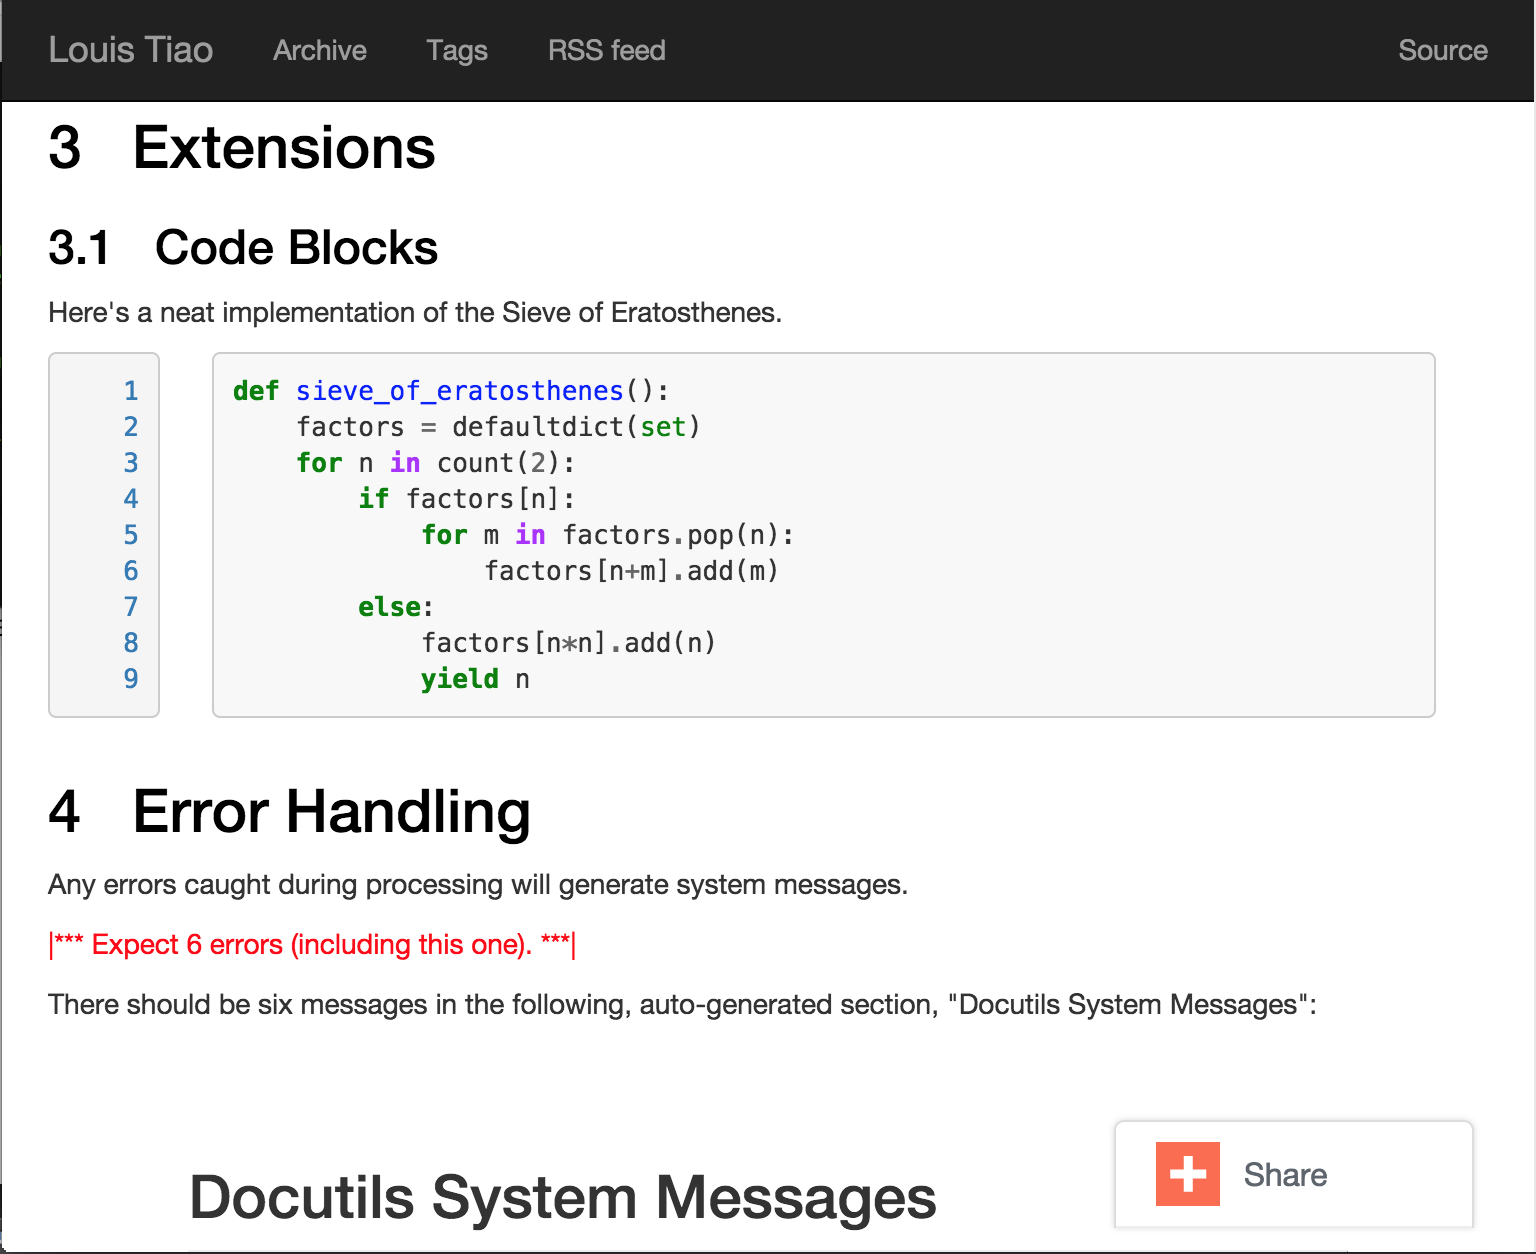 Louis Tiao Archive Tags RSS feed Source
3 Extensions
3.1 Code Blocks
Here's a neat implementation of the Sieve of Eratosthenes.
1 def sieve_of_eratosthenes():
2     factors = defaultdict(set)
3     for n in count(2):
4         if factors[n]:
5             for m in factors.pop(n):
6                 factors[n+m].add(m)
7         else:
8             factors[n*n].add(n)
9             yield n
4 Error Handling
Any errors caught during processing will generate system messages.
|*** Expect 6 errors (including this one). ***|
There should be six messages in the following, auto-generated section, "Docutils System Messages":
Share
Docutils System Messages